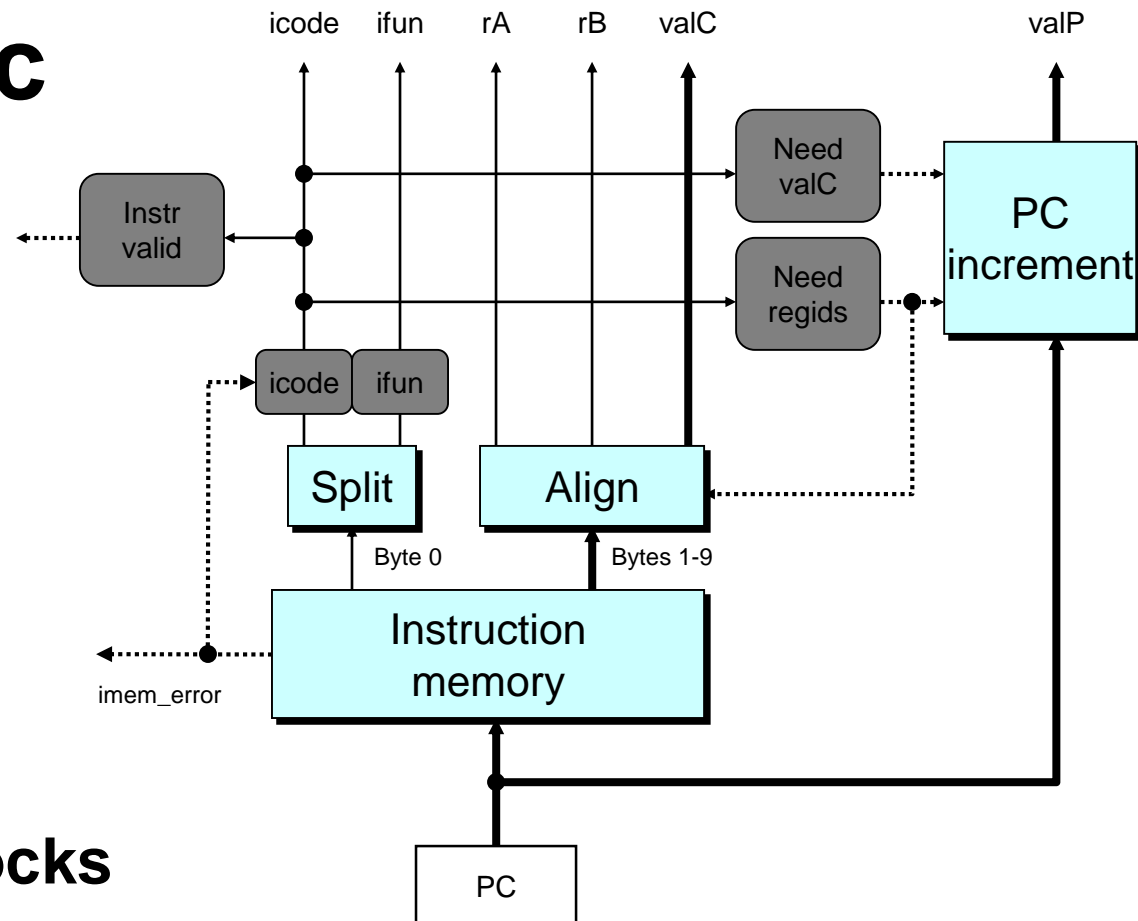 icode ifun rA rB valC valP
c
Need
valC
Instr
valid
PC
increment
Need
regids
icode ifun
Split
Align
Byte 0
Bytes 1-9
Instruction
memory
imem_error
ocks
PC